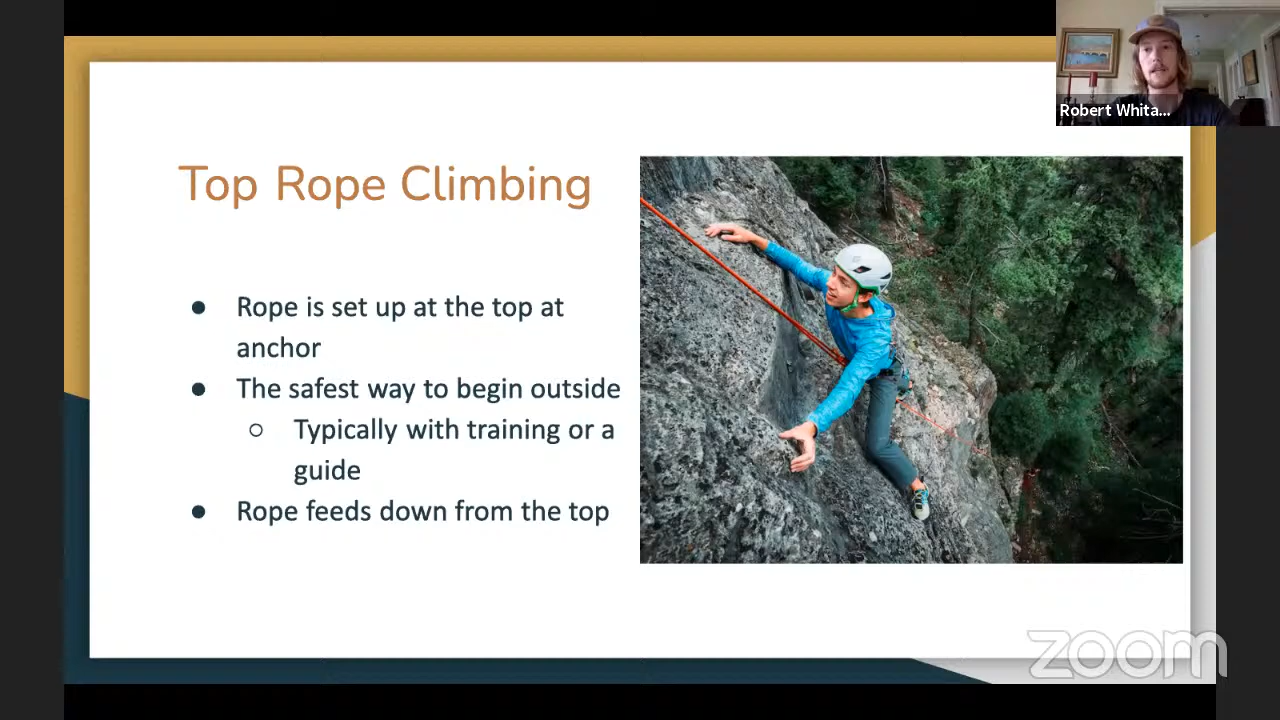 Robert Whita...
Top Rope Climbing
● Rope is set up at the top at
anchor
● The safest way to begin outside
○ Typically with training or a
guide
● Rope feeds down from the top
zoom